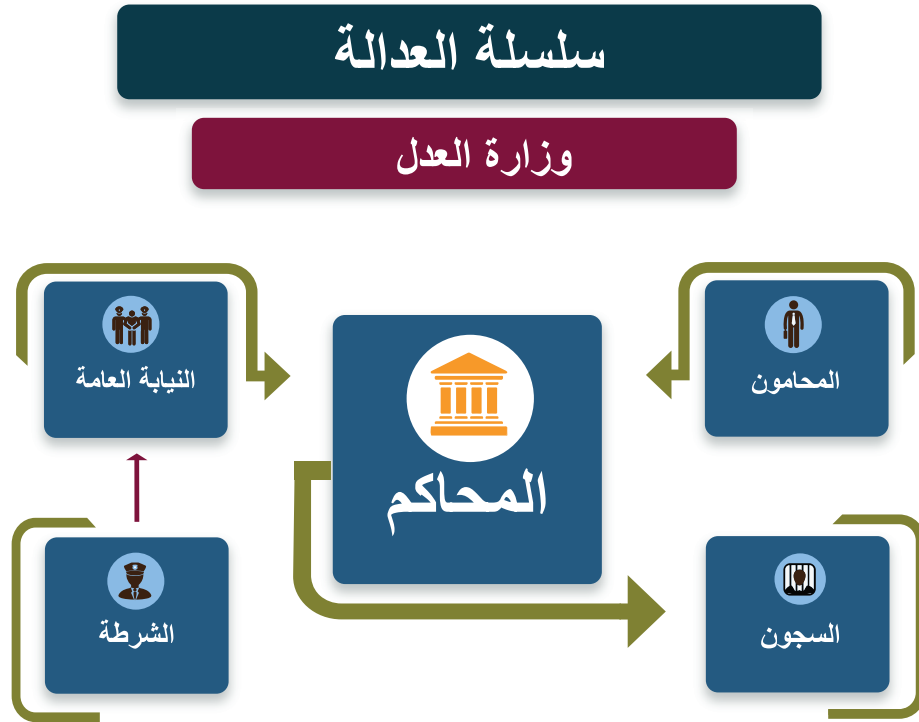 سلسلة العدالة
وزارة العدل
المحامون
النيابة العامة
المحاكم
السجون
الشرطة